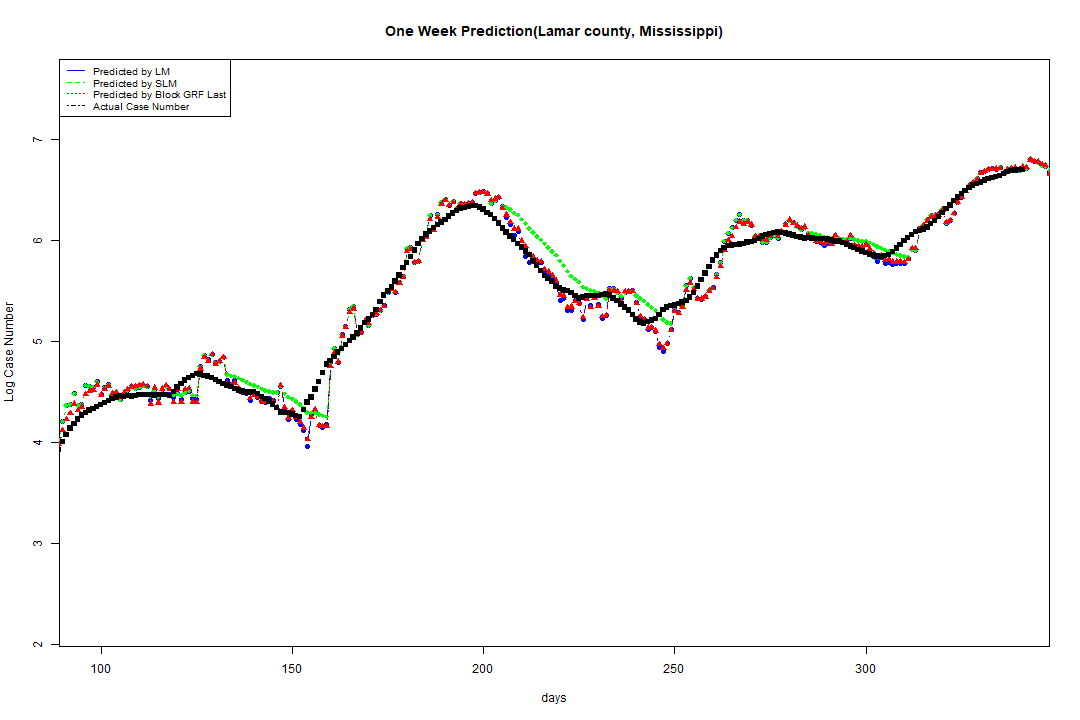 One Week Prediction(Lamar county, Mississippi)
Predicted by LM
Predicted by SLM
Predicted by Block GRF Last
Actual Case Number
7
6
5
4
3
2
Log Case Number
100 150 200 250 300
days